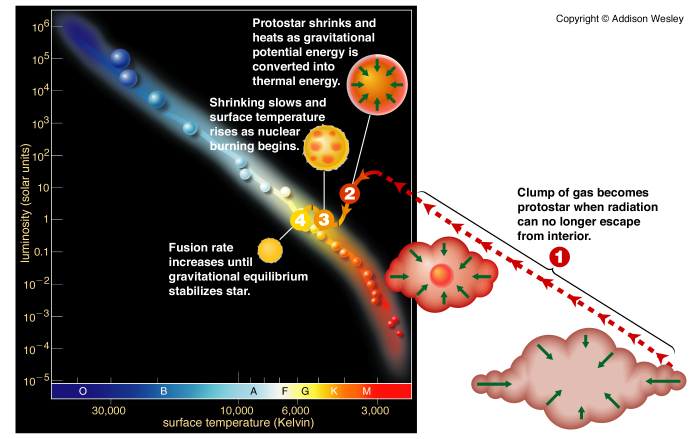 Copyright © Addison Wesley
Protostar shrinks and
heats as gravitational
potential energy is
converted into
thermal energy.
Shrinking slows and
surface temperature
rises as nuclear
burning begins.
Clump of gas becomes
protostar when radiation
can no longer escape
from interior.
1
2
3
4
Fusion rate
increases until
gravitational equilibrium
stabilizes star.
luminosity (solar units)
10⁶
10⁵
10⁴
10³
10²
10
1
0.1
10⁻²
10⁻³
10⁻⁴
10⁻⁵
O B A F G K M
30,000 10,000 6,000 3,000
surface temperature (Kelvin)